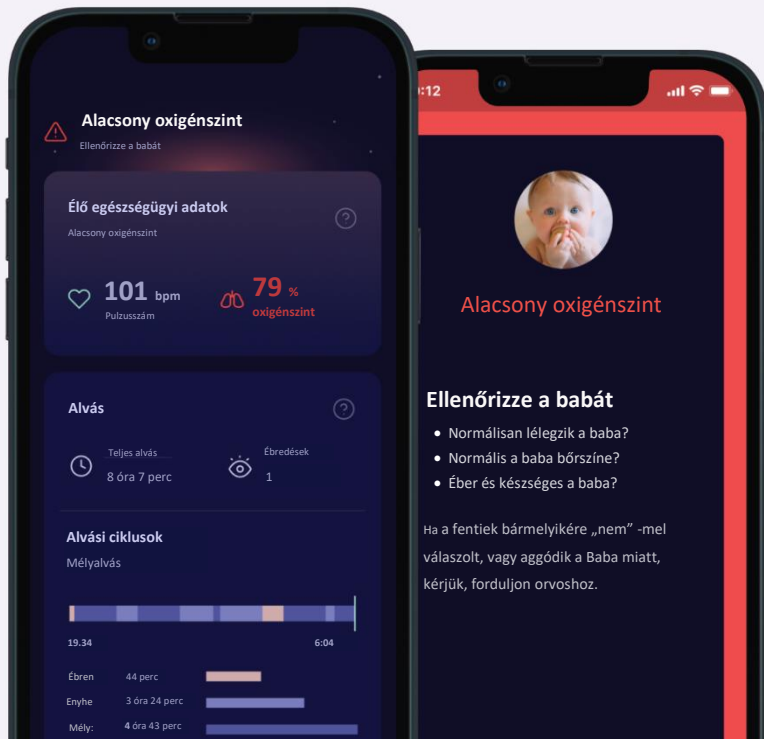 Alacsony oxigénszint
Ellenőrizze a babát
Élő egészségügyi adatok
Alacsony oxigénszint
101 bpm
Pulzusszám
79 %
oxigénszint
Alvás
Teljes alvás
8 óra 7 perc
Ébredések
1
Alvási ciklusok
Mélyalvás
19.34
6:04
Ébren 44 perc
Enyhe 3 óra 24 perc
Mély: 4 óra 43 perc
:12
Alacsony oxigénszint
Ellenőrizze a babát
• Normálisan lélegzik a baba?
• Normális a baba bőrszíne?
• Éber és készséges a baba?
Ha a fentiek bármelyikére „nem” -mel
válaszolt, vagy aggódik a Baba miatt,
kérjük, forduljon orvoshoz.